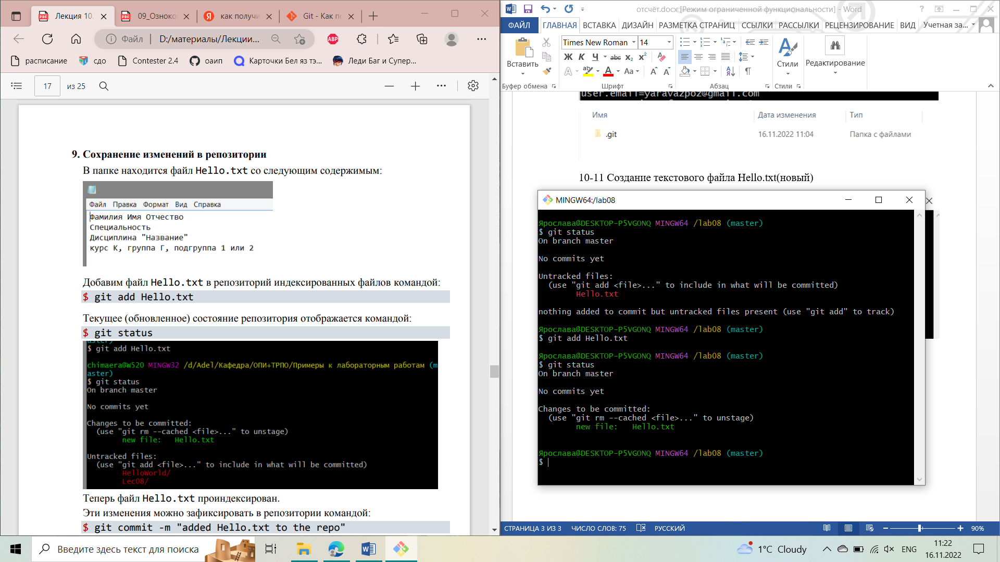 Лекция 10.
09_Озноко
как получи
Git - Как по
Файл
D:/материалы/Лекции...
ABP
расписание
сдо
Contester 2.4
оаип
Карточки Бел яз тэ...
Леди Баг и Супер...
17 из 25
9. Сохранение изменений в репозитории
В папке находится файл Hello.txt со следующим содержимым:
Файл Правка Формат Вид Справка
Фамилия Имя Отчество
Специальность
Дисциплина "Название"
курс К, группа Г, подгруппа 1 или 2
Добавим файл Hello.txt в репозиторий индексированных файлов командой:
$ git add Hello.txt
Текущее (обновленное) состояние репозитория отображается командой:
$ git status
aster)
$ git add Hello.txt
chimaera@W520 MINGW32 /d/Adel/Кафедра/ОПИ+ТРПО/Примеры к лабораторным работам (m
aster)
$ git status
On branch master
No commits yet
Changes to be committed:
(use "git rm --cached <file>..." to unstage)
new file: Hello.txt
Untracked files:
(use "git add <file>..." to include in what will be committed)
HelloWorld/
Lec08/
Теперь файл Hello.txt проиндексирован.
Эти изменения можно зафиксировать в репозитории командой:
$ git commit -m "added Hello.txt to the repo"
отсчёт.docx [Режим ограниченной функциональности] - Word
ФАЙЛ ГЛАВНАЯ ВСТАВКА ДИЗАЙН РАЗМЕТКА СТРАНИЦ ССЫЛКИ РАССЫЛКИ РЕЦЕНЗИРОВАНИЕ ВИД Учетная за...
Times New Roman 14
Вставить
Ж К Ч abc x₂ x²
Aa
Стили
Редактирование
Буфер обмена Шрифт Абзац Стили
user.email=yaravazpoz@gmail.com
Имя Дата изменения Тип
.git 16.11.2022 11:04 Папка с файлами
10-11 Создание текстового файла Hello.txt(новый)
MINGW64:/lab08
Ярослава@DESKTOP-P5VGONQ MINGW64 /lab08 (master)
$ git status
On branch master
No commits yet
Untracked files:
(use "git add <file>..." to include in what will be committed)
Hello.txt
nothing added to commit but untracked files present (use "git add" to track)
Ярослава@DESKTOP-P5VGONQ MINGW64 /lab08 (master)
$ git add Hello.txt
Ярослава@DESKTOP-P5VGONQ MINGW64 /lab08 (master)
$ git status
On branch master
No commits yet
Changes to be committed:
(use "git rm --cached <file>..." to unstage)
new file: Hello.txt
Ярослава@DESKTOP-P5VGONQ MINGW64 /lab08 (master)
$
СТРАНИЦА 3 ИЗ 3 ЧИСЛО СЛОВ: 75 РУССКИЙ 90%
Введите здесь текст для поиска
1°C Cloudy
ENG
11:22
16.11.2022